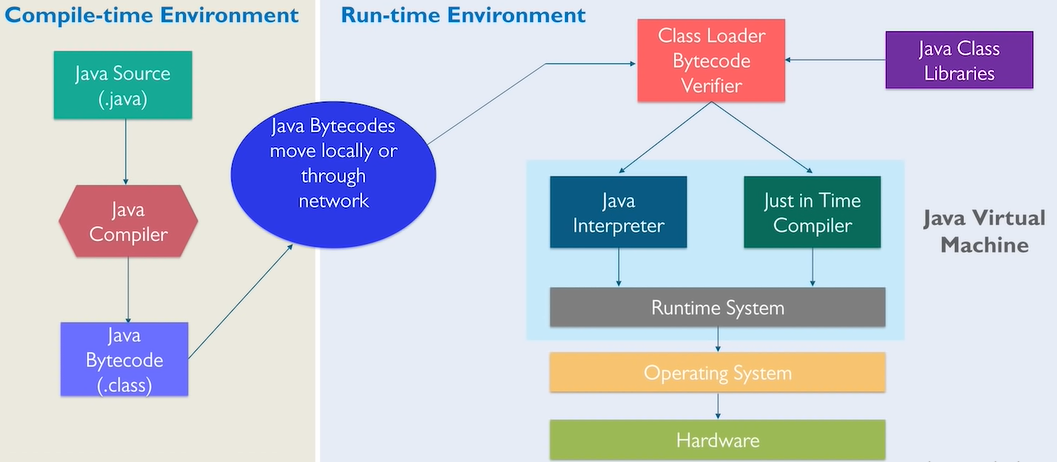 Compile-time Environment
Run-time Environment
Java Source
(.java)
Java
Compiler
Java
Bytecode
(.class)
Java Bytecodes
move locally or
through
network
Class Loader
Bytecode
Verifier
Java Class
Libraries
Java
Interpreter
Just in Time
Compiler
Java Virtual
Machine
Runtime System
Operating System
Hardware